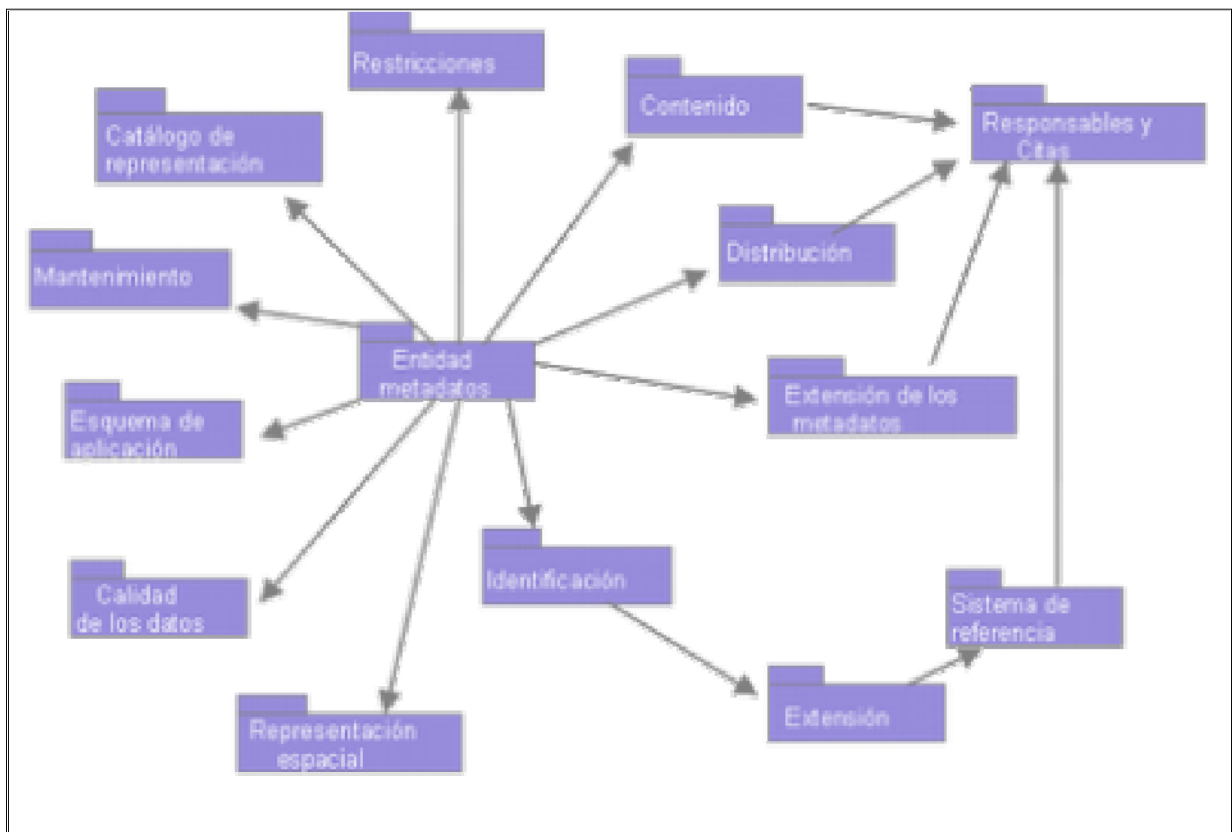 Restricciones
Contenido
Responsables y
Citas
Catálogo de
representación
Distribución
Mantenimiento
Entidad
metadatos
Extensión de los
metadatos
Esquema de
aplicación
Identificación
Calidad
de los datos
Sistema de
referencia
Extensión
Representación
espacial